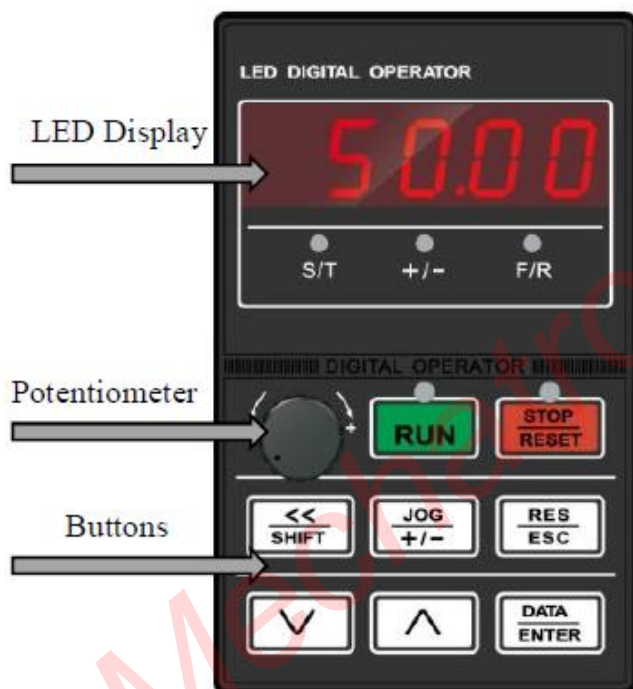 LED DIGITAL OPERATOR
LED Display
50.00
S/T +/- F/R
DIGITAL OPERATOR
Potentiometer
+
RUN
STOP
RESET
Buttons
<<
SHIFT
JOG
+/-
RES
ESC
∨ ∧
DATA
ENTER
Mechatro